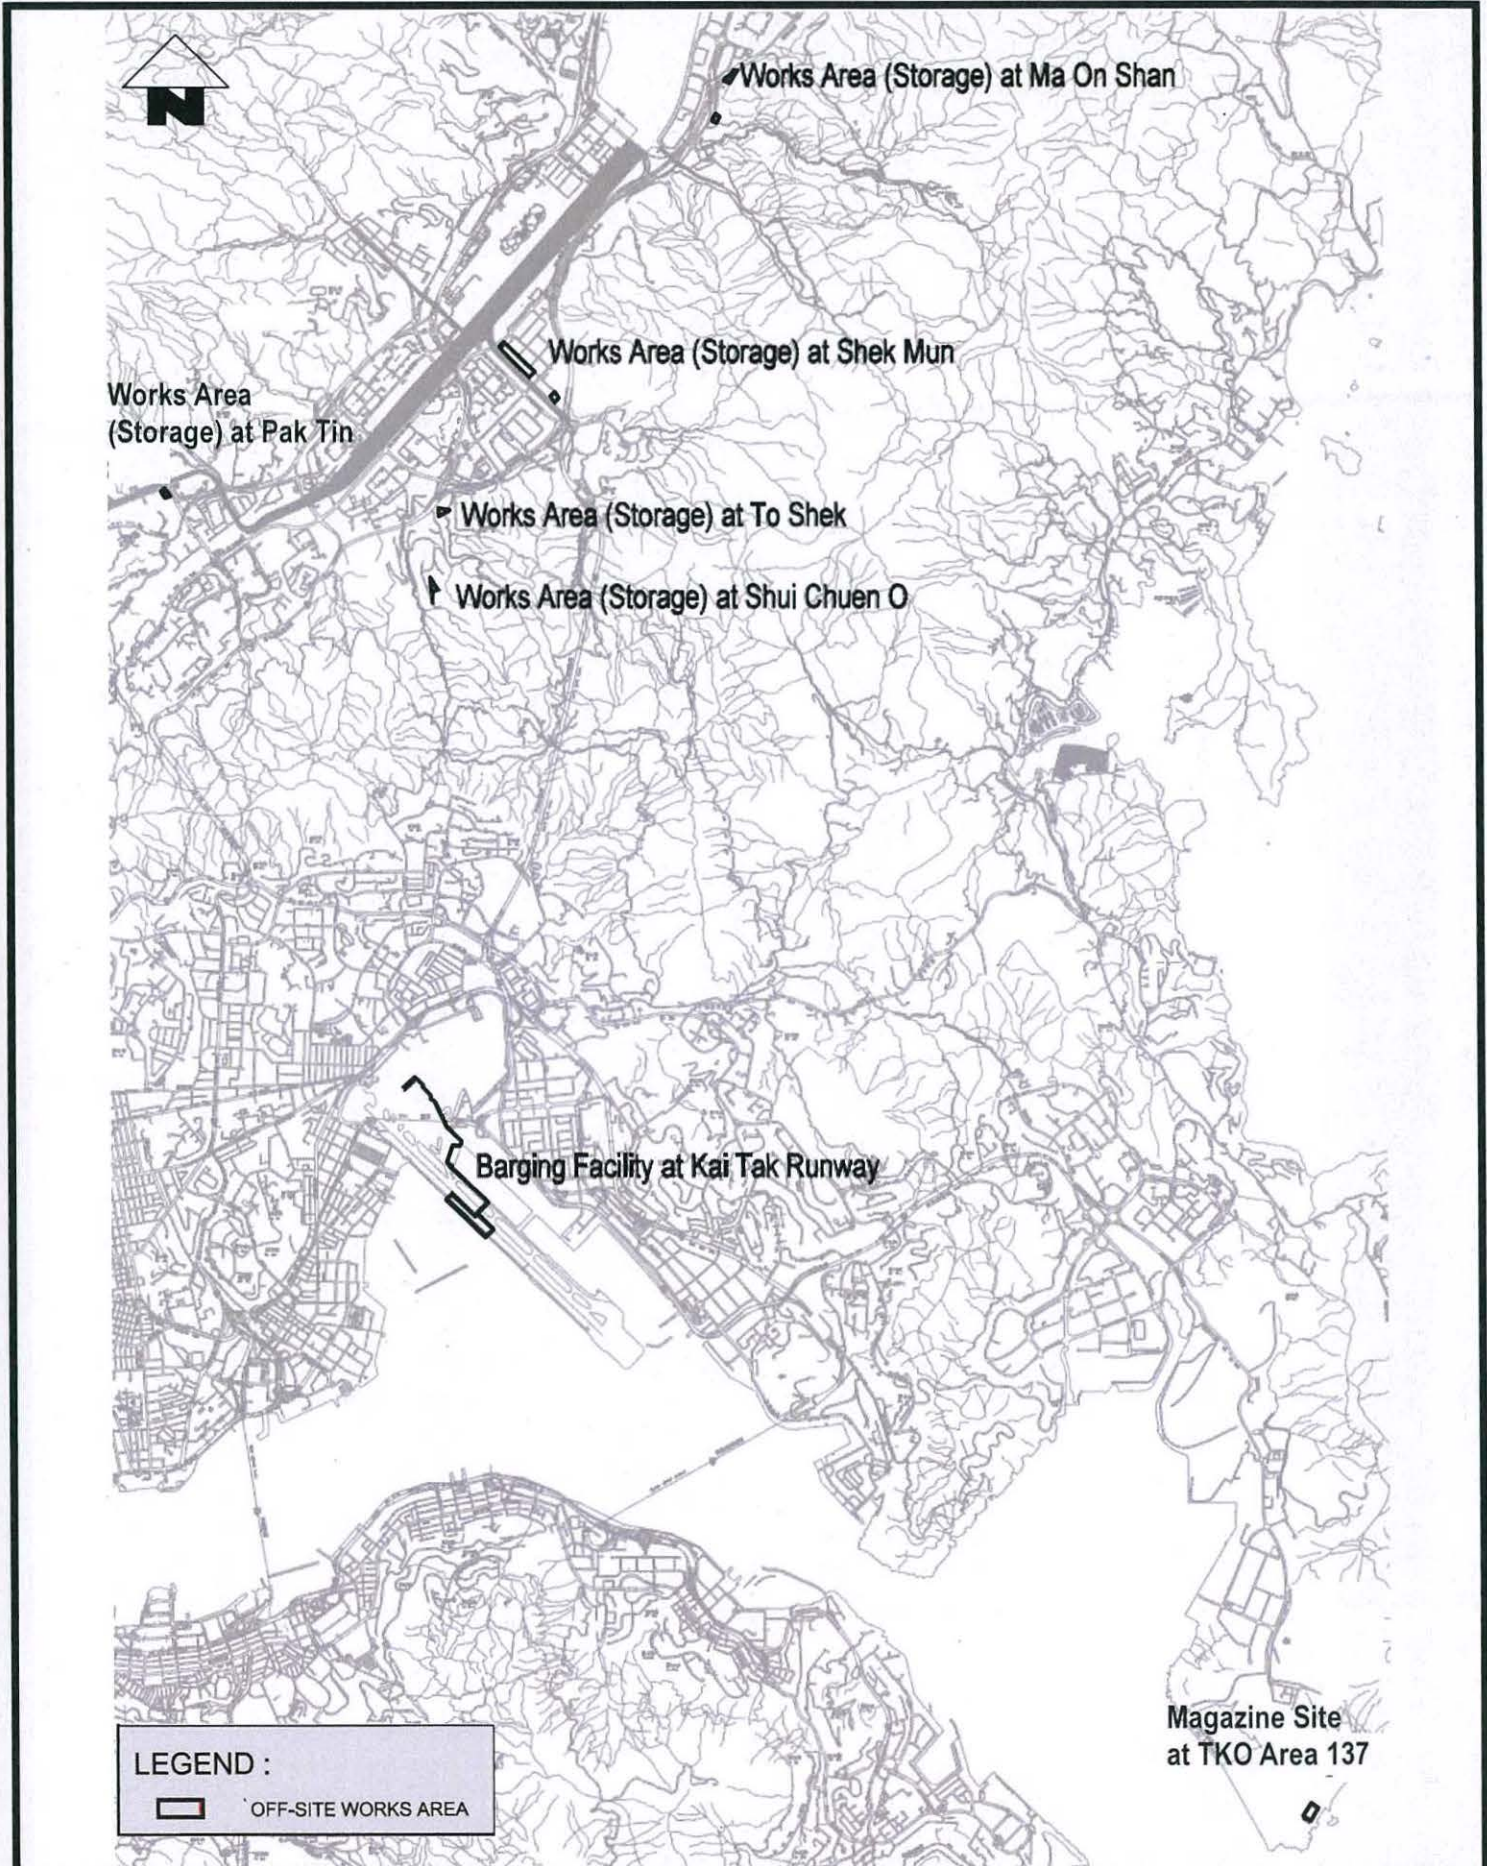 N
Works Area (Storage) at Ma On Shan
Works Area (Storage) at Shek Mun
Works Area
(Storage) at Pak Tin
Works Area (Storage) at To Shek
Works Area (Storage) at Shui Chuen O
Barging Facility at Kai Tak Runway
Magazine Site
at TKO Area 137
LEGEND :
OFF-SITE WORKS AREA